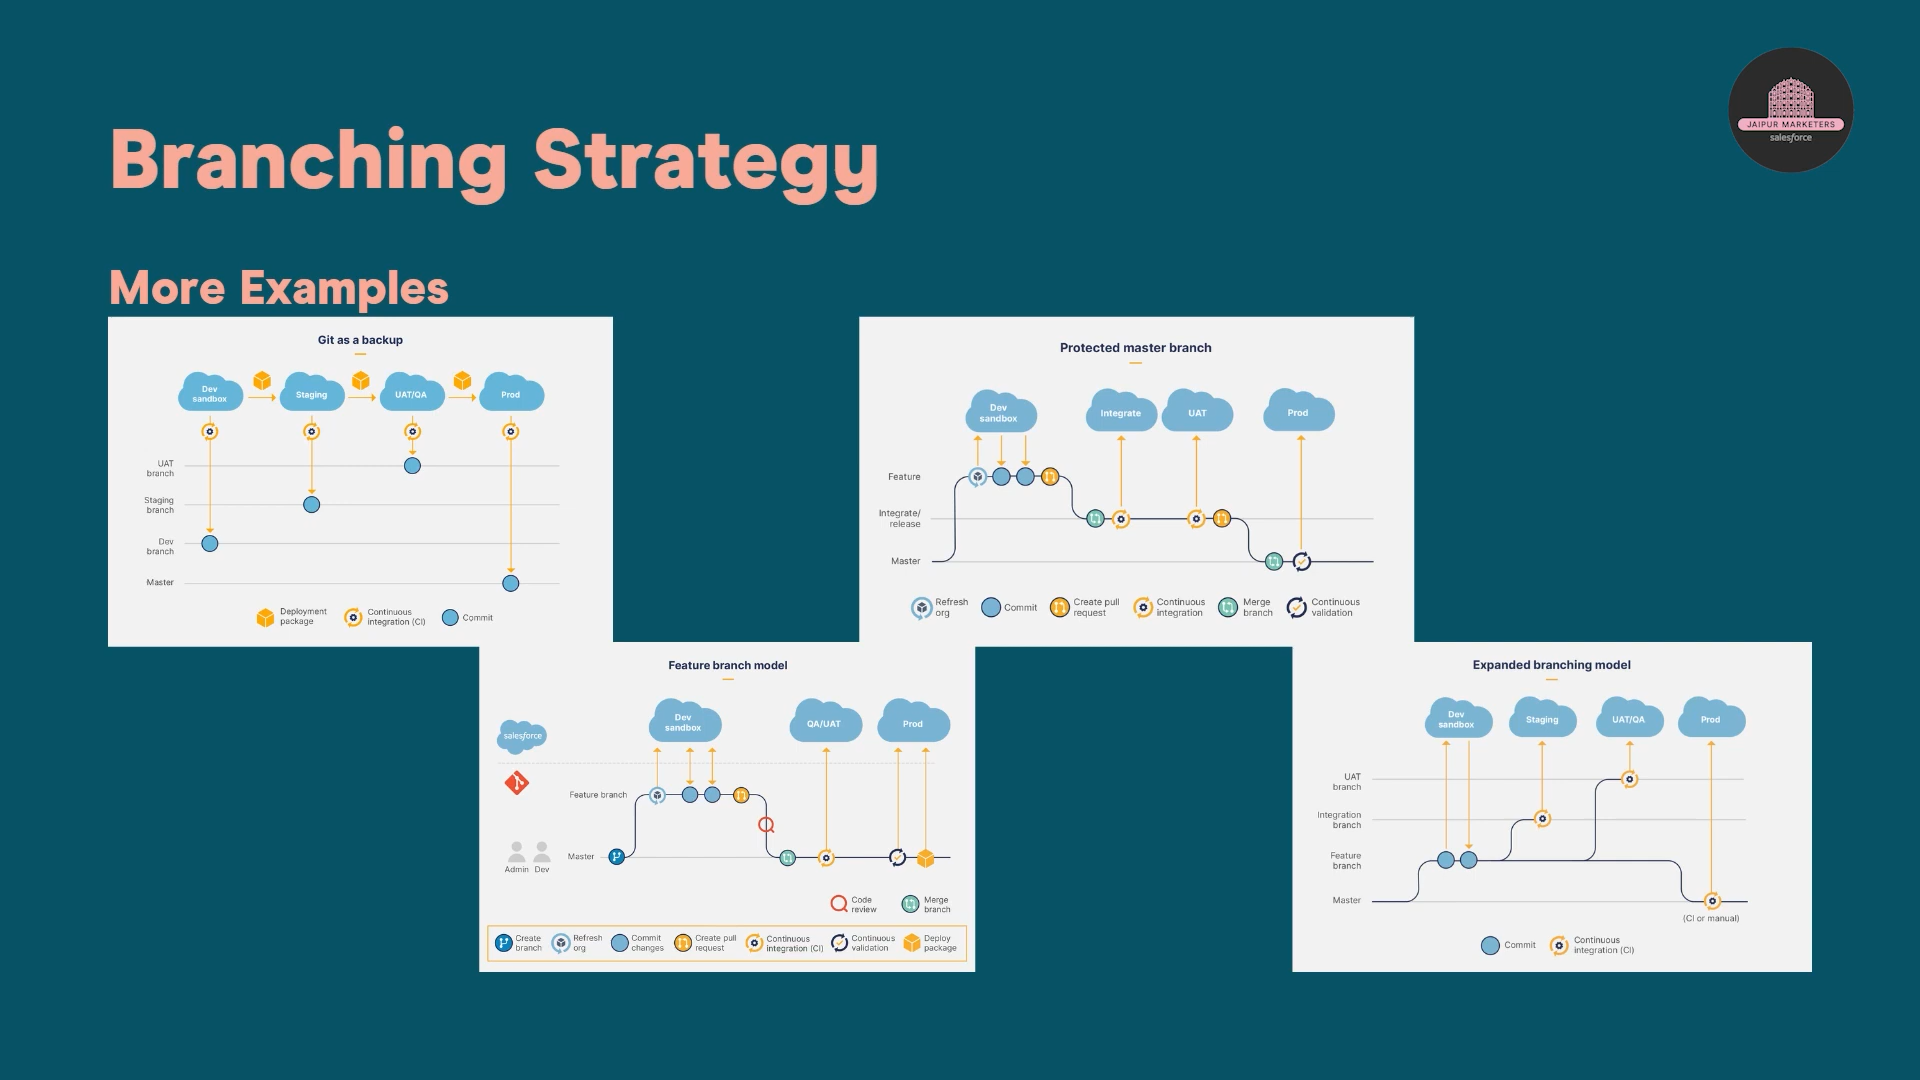 Branching Strategy
JAIPUR MARKETERS
salesforce
More Examples
Git as a backup
Dev
sandbox
Staging
UAT/QA
Prod
UAT
branch
Staging
branch
Dev
branch
Master
Deployment
package
Continuous
integration (CI)
Commit
Protected master branch
Dev
sandbox
Integrate
UAT
Prod
Feature
Integrate/
release
Master
Refresh
org
Commit
Create pull
request
Continuous
integration
Merge
branch
Continuous
validation
Feature branch model
Dev
sandbox
QA/UAT
Prod
salesforce
Feature branch
Admin
Dev
Master
Code
review
Merge
branch
Create
branch
Refresh
org
Commit
changes
Create pull
request
Continuous
integration (CI)
Continuous
validation
Deploy
package
Expanded branching model
Dev
sandbox
Staging
UAT/QA
Prod
UAT
branch
Integration
branch
Feature
branch
Master
(CI or manual)
Commit
Continuous
integration (CI)